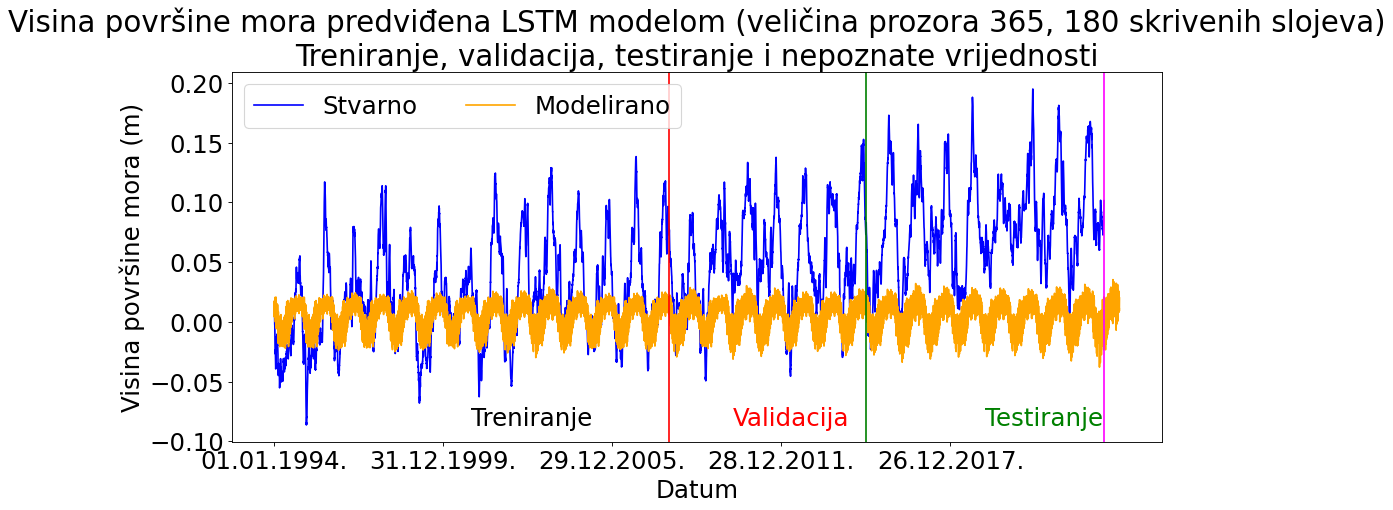 Visina površine mora predviđena LSTM modelom (veličina prozora 365, 180 skrivenih slojeva)
Treniranje, validacija, testiranje i nepoznate vrijednosti
Stvarno Modelirano
Visina površine mora (m)
0.20
0.15
0.10
0.05
0.00
−0.05
−0.10
Treniranje Validacija Testiranje
01.01.1994. 31.12.1999. 29.12.2005. 28.12.2011. 26.12.2017.
Datum